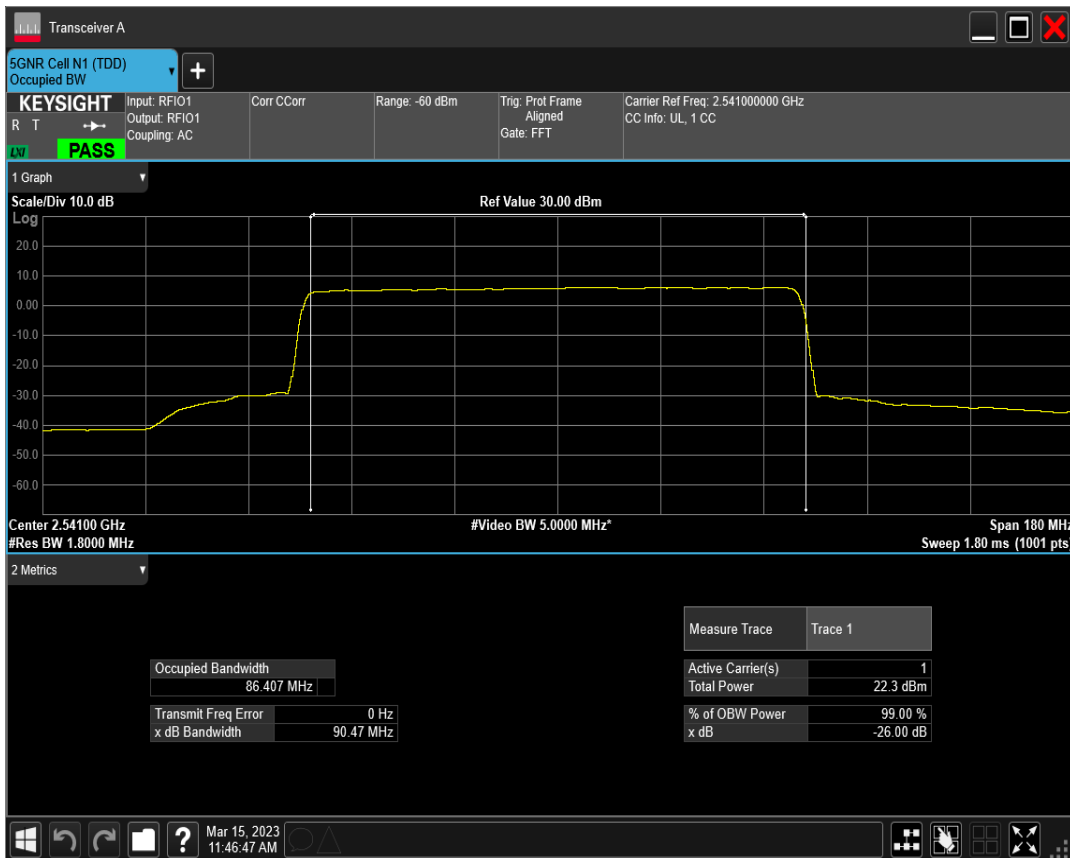 Transceiver A
5GNR Cell N1 (TDD)
Occupied BW
+
KEYSIGHT
R T
LXI
PASS
Input: RFIO1
Output: RFIO1
Coupling: AC
Corr CCorr
Range: -60 dBm
Trig: Prot Frame
Aligned
Gate: FFT
Carrier Ref Freq: 2.541000000 GHz
CC Info: UL, 1 CC
1 Graph
Scale/Div 10.0 dB
Ref Value 30.00 dBm
Log
20.0
10.0
0.00
-10.0
-20.0
-30.0
-40.0
-50.0
-60.0
Center 2.54100 GHz
#Video BW 5.0000 MHz*
Span 180 MHz
#Res BW 1.8000 MHz
Sweep 1.80 ms (1001 pts)
2 Metrics
Measure Trace Trace 1
Occupied Bandwidth
86.407 MHz
Active Carrier(s) 1
Total Power 22.3 dBm
Transmit Freq Error 0 Hz
x dB Bandwidth 90.47 MHz
% of OBW Power 99.00 %
x dB -26.00 dB
?
Mar 15, 2023
11:46:47 AM